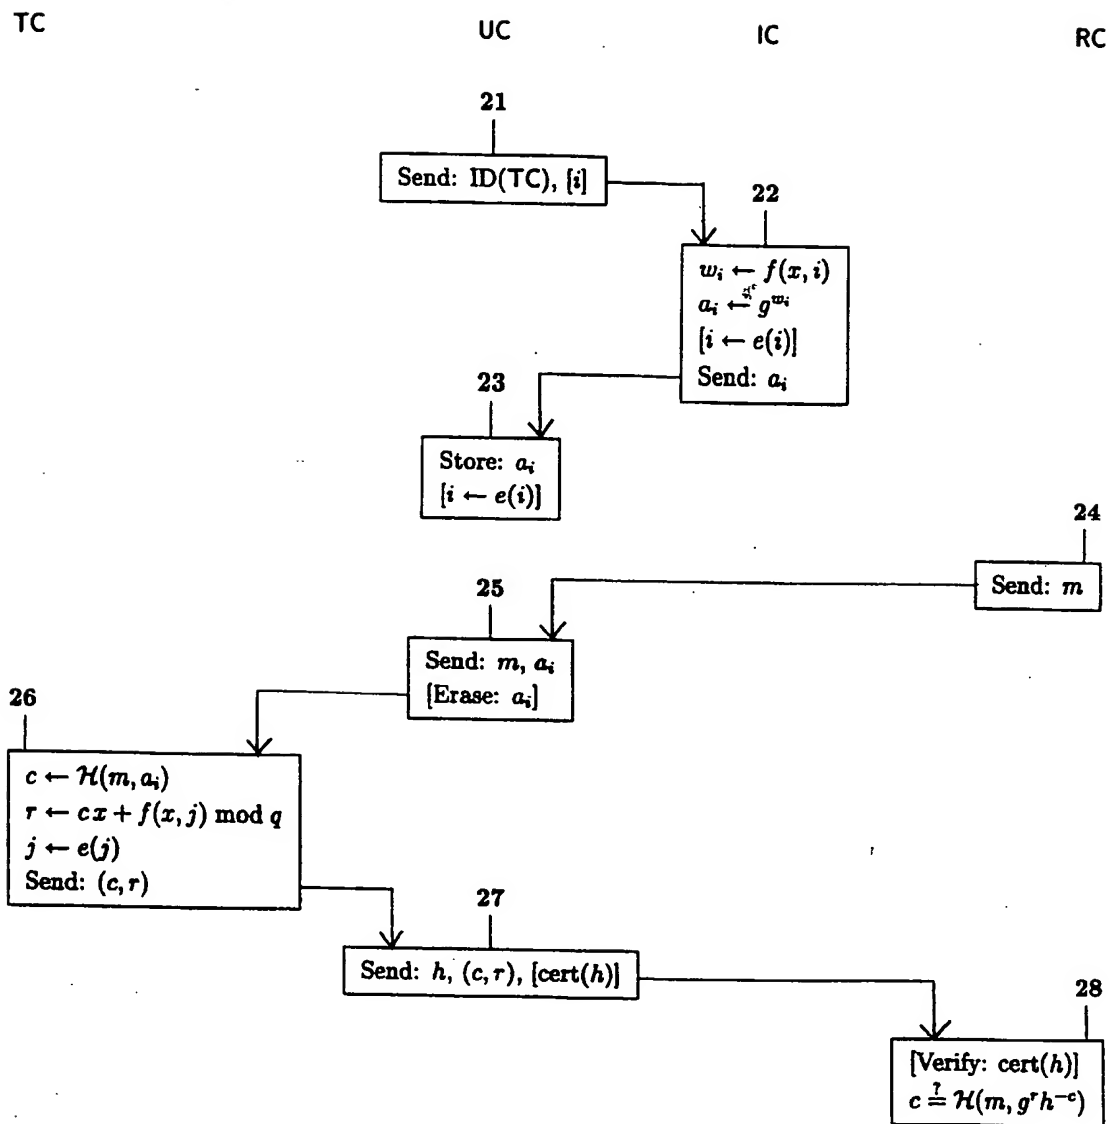 TC
UC
IC
RC
21
Send: ID(TC), [i]
22
w_i ← f(x, i)
a_i ← g^{w_i}
[i ← e(i)]
Send: a_i
23
Store: a_i
[i ← e(i)]
24
Send: m
25
Send: m, a_i
[Erase: a_i]
26
c ← ℋ(m, a_i)
r ← cx + f(x, j) mod q
j ← e(j)
Send: (c, r)
27
Send: h, (c, r), [cert(h)]
28
[Verify: cert(h)]
c ≟ ℋ(m, g^r h^{-c})